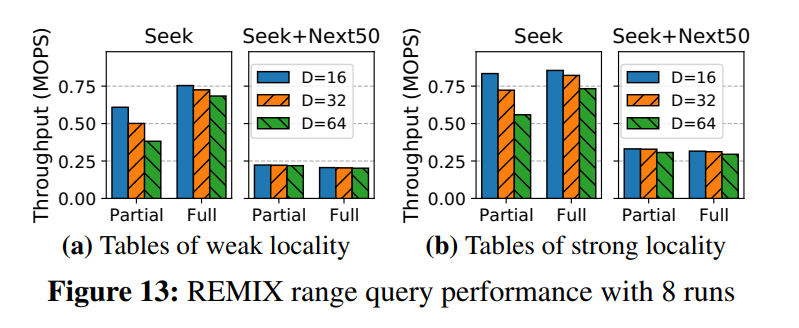 Seek
Seek+Next50
Seek
Seek+Next50
Throughput (MOPS)
0.75
0.50
0.25
0.00
D=16
D=32
D=64
Partial
Full
Partial
Full
Throughput (MOPS)
0.75
0.50
0.25
0.00
D=16
D=32
D=64
Partial
Full
Partial
Full
(a) Tables of weak locality
(b) Tables of strong locality
Figure 13: REMIX range query performance with 8 runs